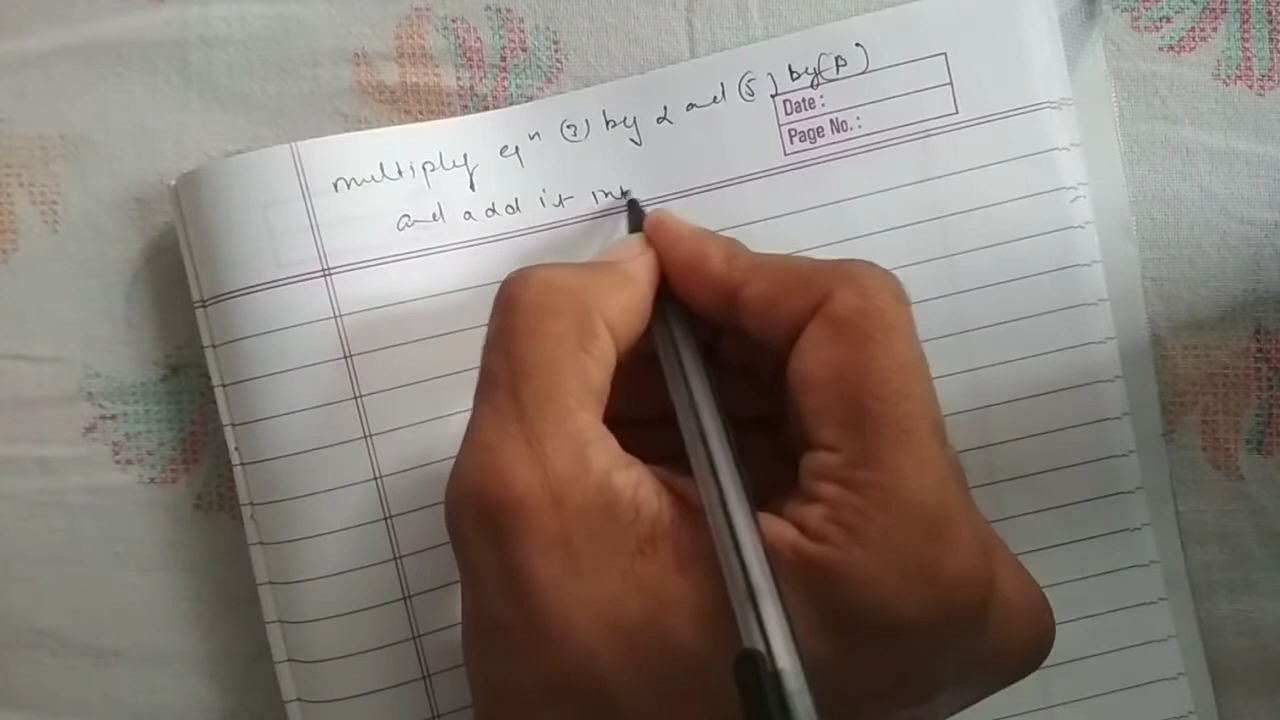 multiply eqⁿ (3) by α and (5) by (β)
and add it int
Date :
Page No. :